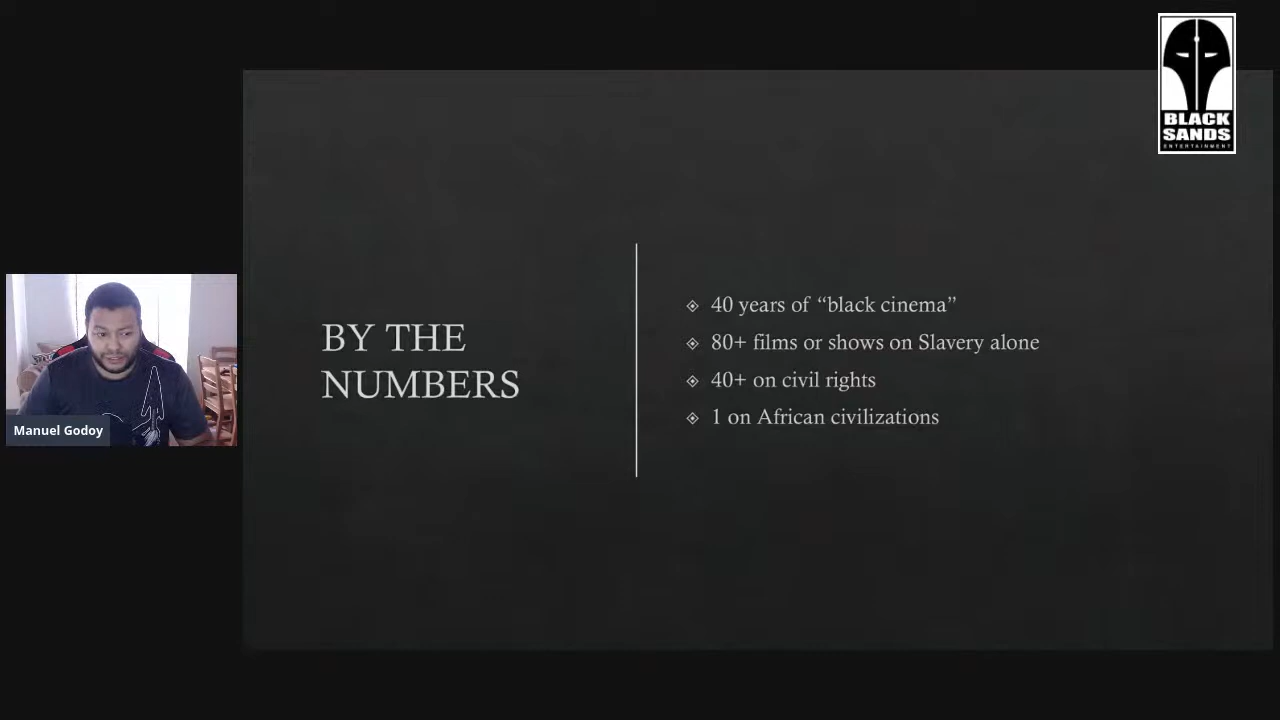 BLACK
SANDS
ENTERTAINMENT
BY THE
NUMBERS
40 years of “black cinema”
80+ films or shows on Slavery alone
40+ on civil rights
1 on African civilizations
Manuel Godoy